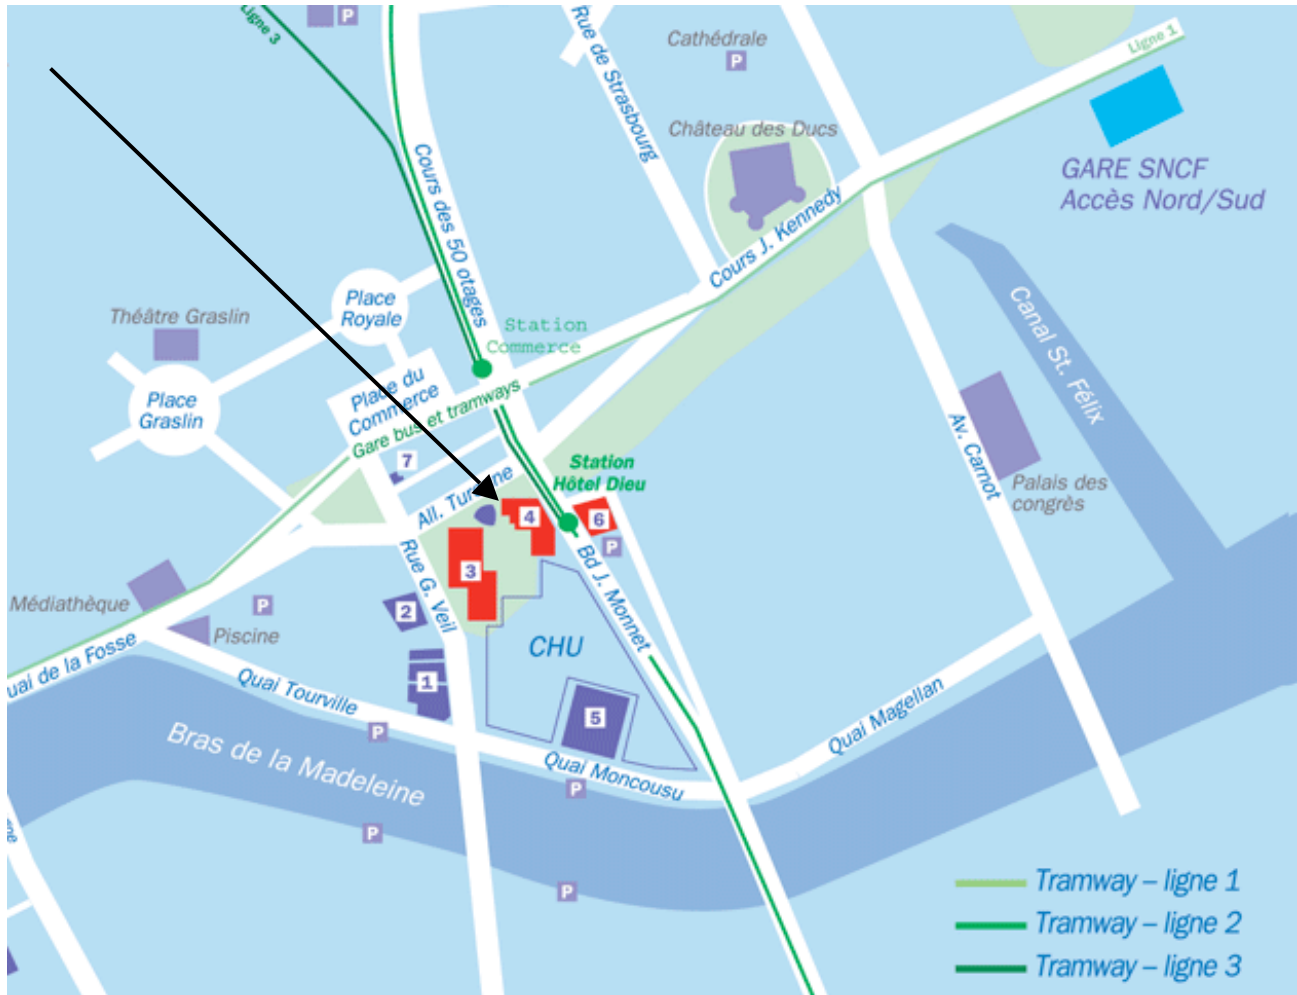 Ligne 3
P
Rue de Strasbourg
Cathédrale
P
Ligne 1
Château des Ducs
GARE SNCF
Accès Nord/Sud
Cours des 50 otages
Cours J. Kennedy
Place
Royale
Théâtre Graslin
Station
Commerce
Canal St. Félix
Place du
Commerce
Place
Graslin
Gare bus et tramways
7
Station
Hôtel Dieu
All. Turenne
Av. Carnot
Palais des
congrès
4
6
P
3
Bd J. Monnet
Rue G. Veil
Médiathèque
P
2
Piscine
CHU
Quai de la Fosse
1
Quai Tourville
5
P
Quai Magellan
Bras de la Madeleine
Quai Moncousu
P
P
P
Tramway – ligne 1
Tramway – ligne 2
Tramway – ligne 3